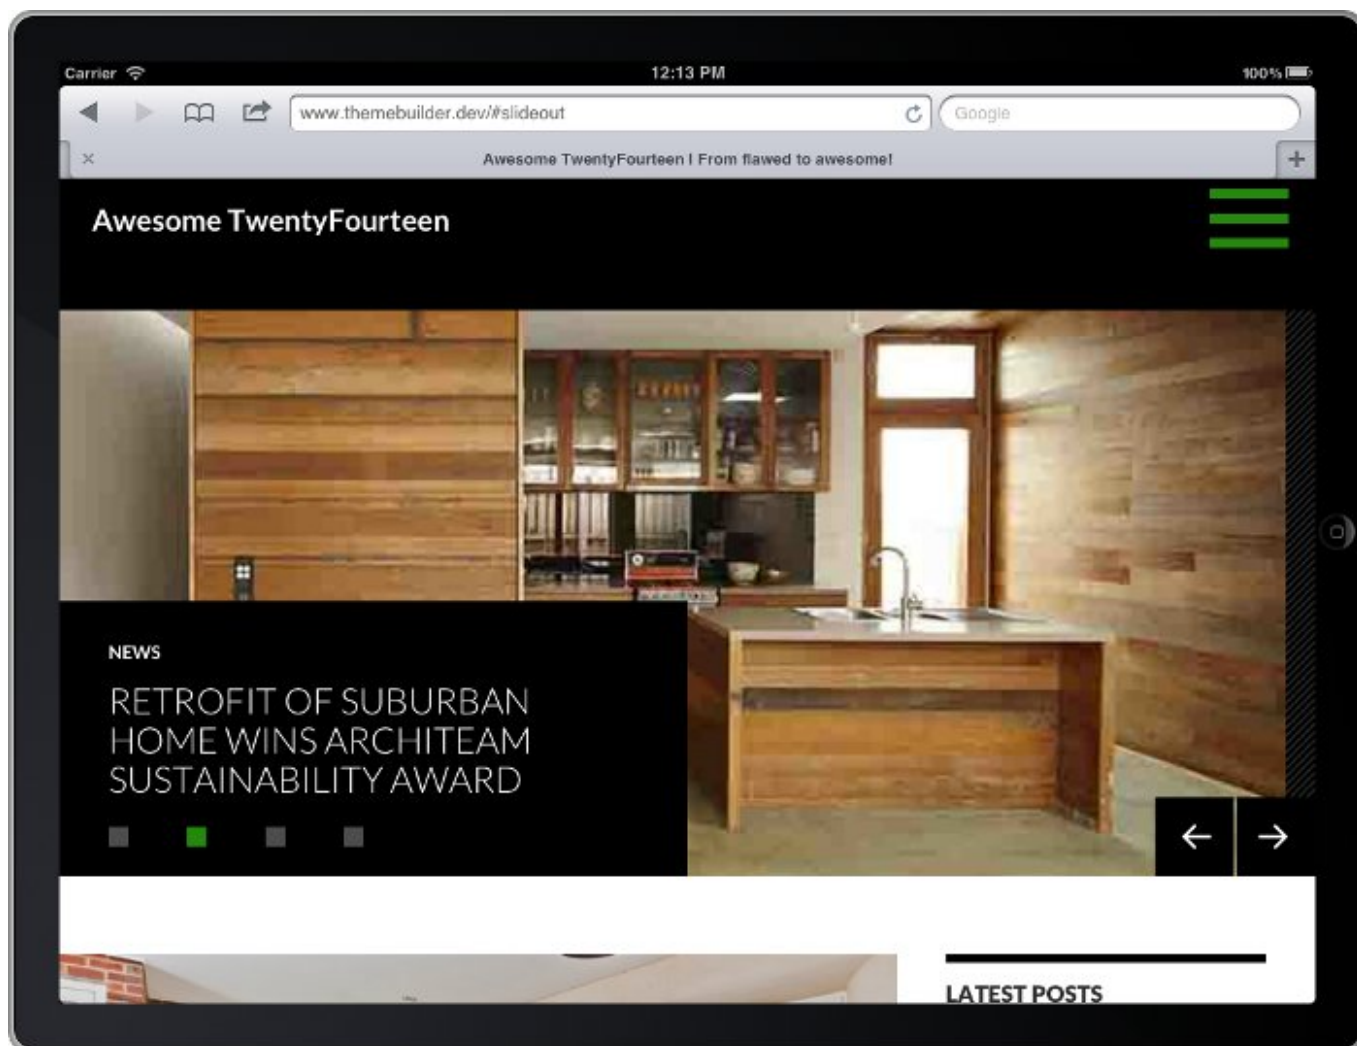 Carrier
12:13 PM
100%
www.themebuilder.dev/#slideout
Google
Awesome TwentyFourteen | From flawed to awesome!
Awesome TwentyFourteen
NEWS
RETROFIT OF SUBURBAN
HOME WINS ARCHITEAM
SUSTAINABILITY AWARD
LATEST POSTS